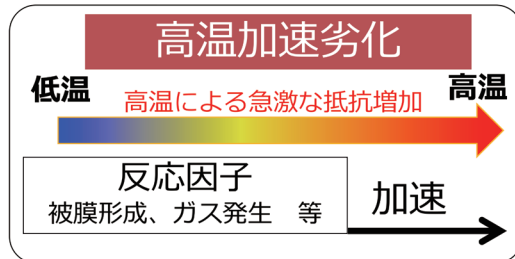 高温加速劣化
低温
高温による急激な抵抗増加
高温
反応因子
被膜形成、ガス発生　等
加速